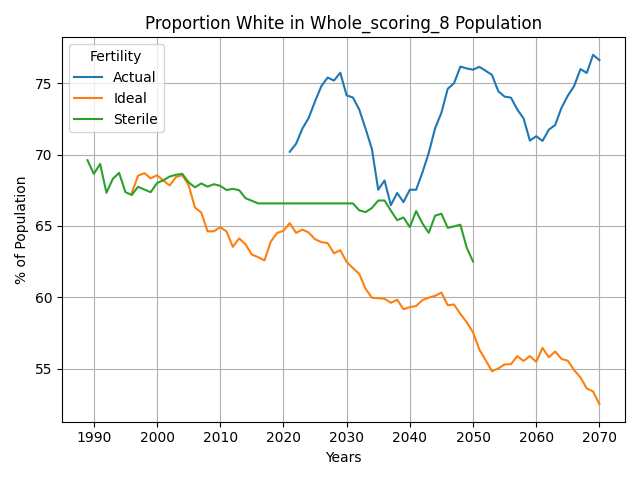 Proportion White in Whole_scoring_8 Population
Fertility
Actual
Ideal
Sterile
% of Population
75
70
65
60
55
1990 2000 2010 2020 2030 2040 2050 2060 2070
Years